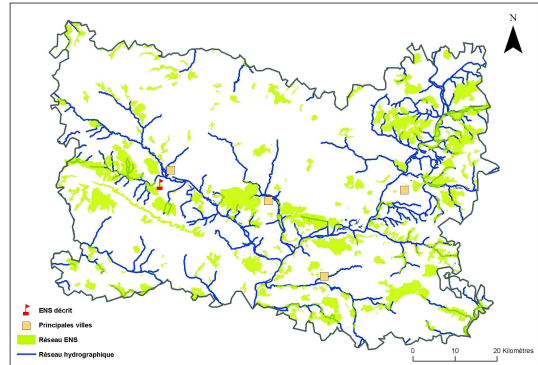 N
ENS décrit
Principales villes
Réseau ENS
Réseau hydrographique
0 10 20 Kilomètres